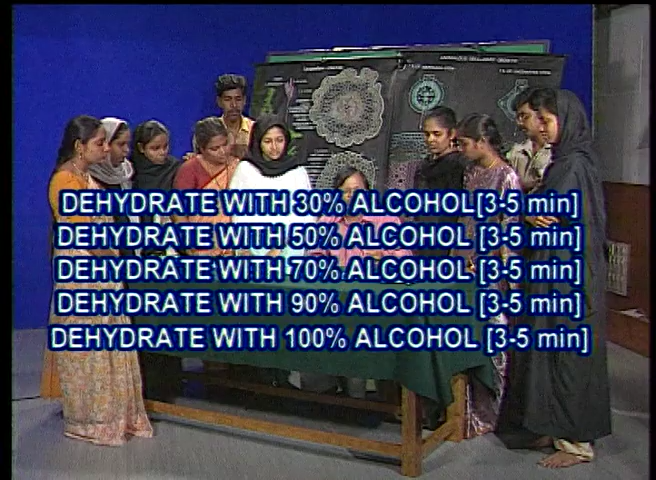 DEHYDRATE WITH 30% ALCOHOL[3-5 min]
DEHYDRATE WITH 50% ALCOHOL [3-5 min]
DEHYDRATE WITH 70% ALCOHOL [3-5 min]
DEHYDRATE WITH 90% ALCOHOL [3-5 min]
DEHYDRATE WITH 100% ALCOHOL [3-5 min]